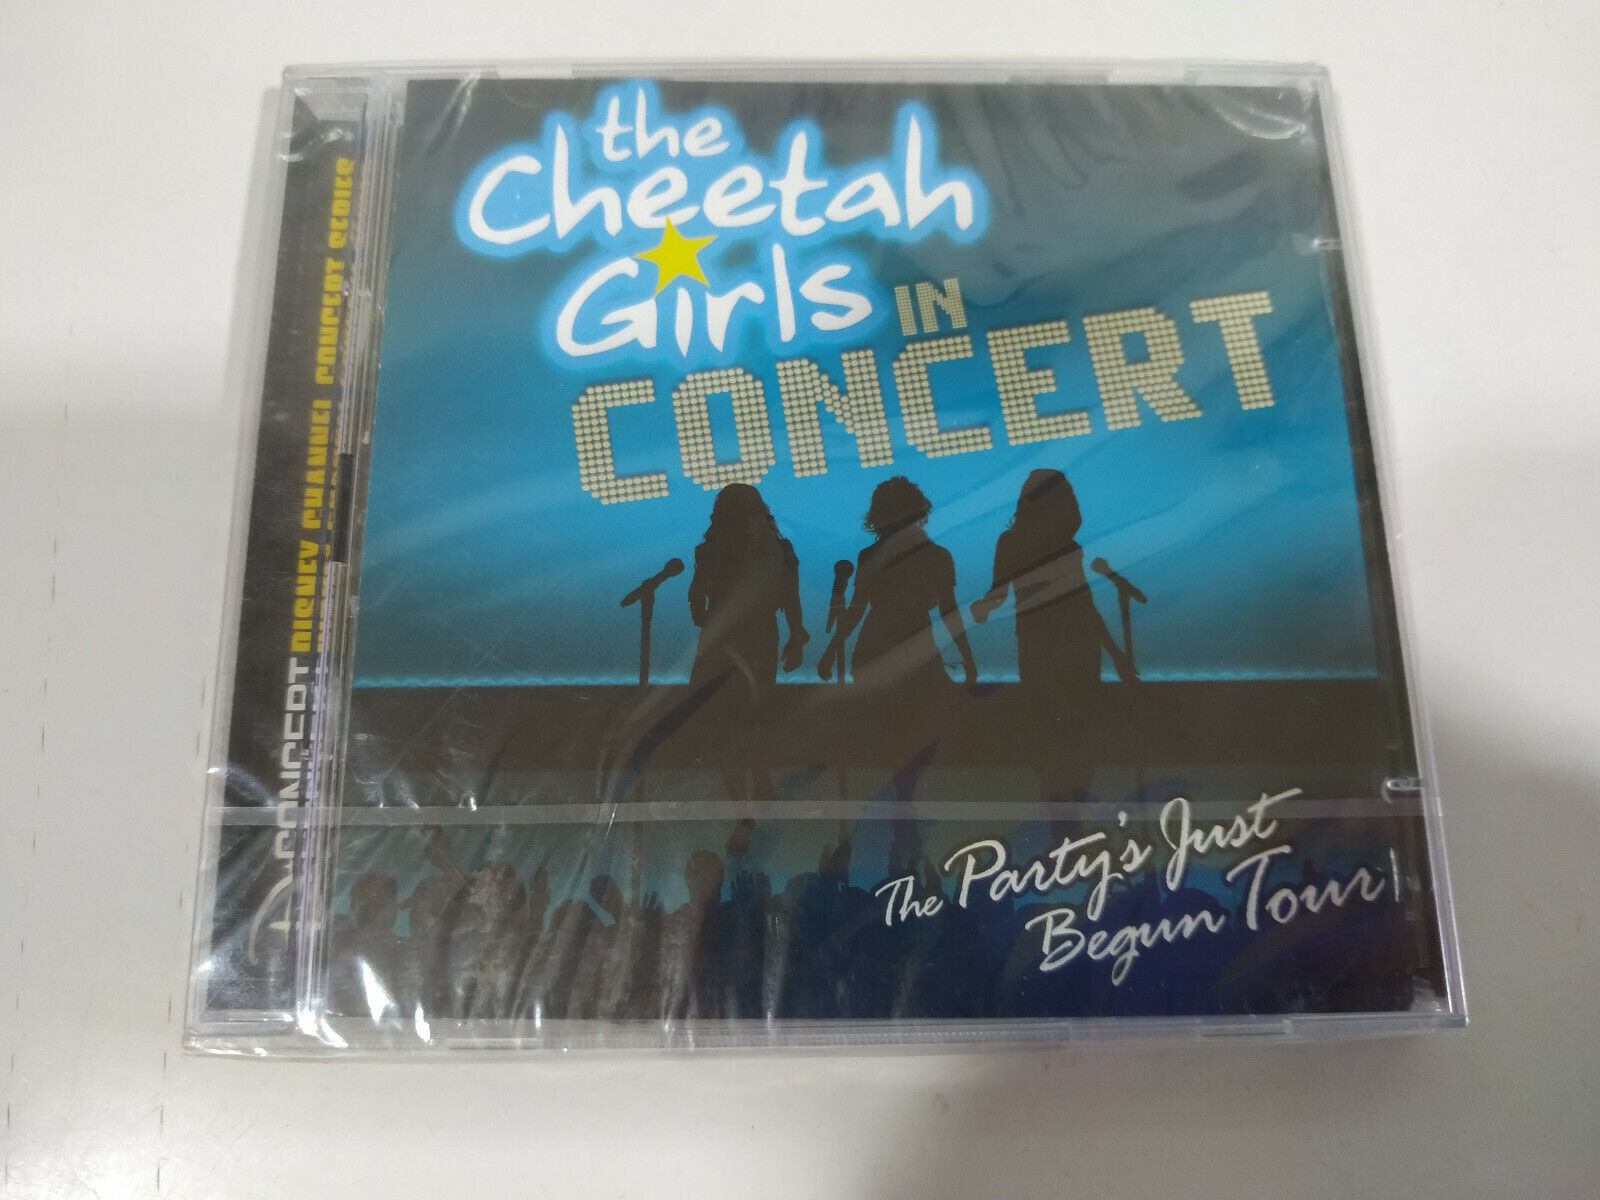 the
Cheetah
Girls
IN
CONCERT
The Party's Just
Begun Tour
CONCERT DISNEY CHANNEL CONCERT SERIES